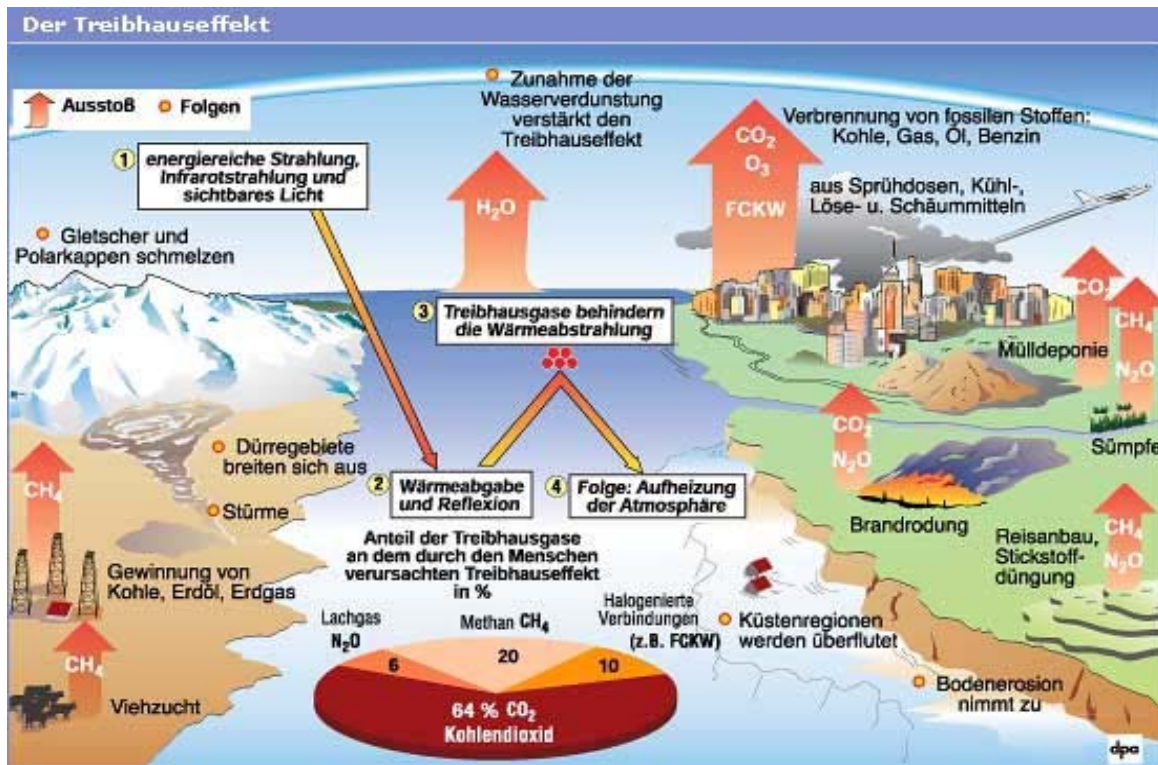 Der Treibhauseffekt
Ausstoß
Folgen
1
energiereiche Strahlung,
Infrarotstrahlung und
sichtbares Licht
Zunahme der
Wasserverdunstung
verstärkt den
Treibhauseffekt
H₂O
CO₂
O₃
FCKW
Verbrennung von fossilen Stoffen:
Kohle, Gas, Öl, Benzin
aus Sprühdosen, Kühl-,
Löse- u. Schäummitteln
Gletscher und
Polarkappen schmelzen
3
Treibhausgase behindern
die Wärmeabstrahlung
CO₂
CH₄
N₂O
Mülldeponie
Sümpfe
CO₂
N₂O
Brandrodung
Dürregebiete
breiten sich aus
Stürme
CH₄
Gewinnung von
Kohle, Erdöl, Erdgas
CH₄
Viehzucht
2
Wärmeabgabe
und Reflexion
4
Folge: Aufheizung
der Atmosphäre
CH₄
N₂O
Reisanbau,
Stickstoff-
düngung
Anteil der Treibhausgase
an dem durch den Menschen
verursachten Treibhauseffekt
in %
Lachgas
N₂O
6
Methan CH₄
20
Halogenierte
Verbindungen
(z.B. FCKW)
10
64 % CO₂
Kohlendioxid
Küstenregionen
werden überflutet
Bodenerosion
nimmt zu
dpa